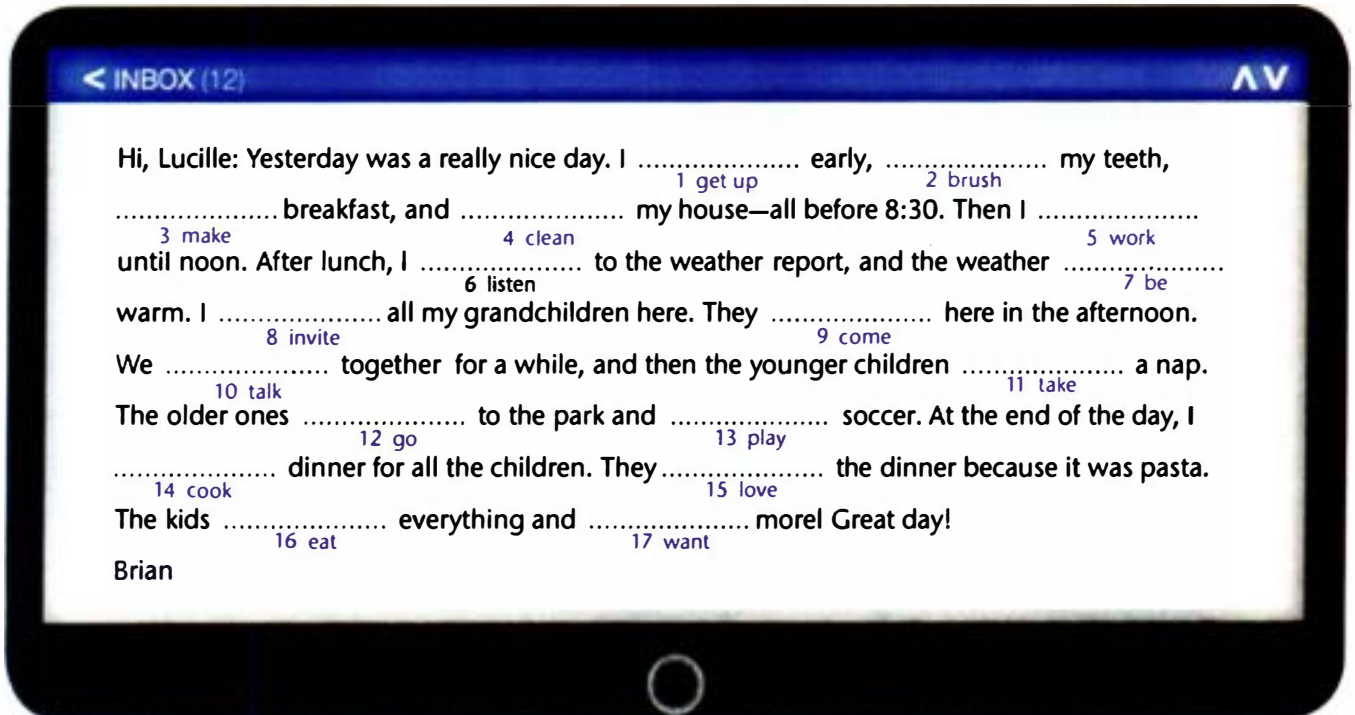 < INBOX (12)
Hi, Lucille: Yesterday was a really nice day. I ..................... early, ..................... my teeth,
1 get up 2 brush
..................... breakfast, and ..................... my house—all before 8:30. Then I .....................
3 make 4 clean 5 work
until noon. After lunch, I ..................... to the weather report, and the weather .....................
6 listen 7 be
warm. I ..................... all my grandchildren here. They ..................... here in the afternoon.
8 invite 9 come
We ..................... together for a while, and then the younger children ..................... a nap.
10 talk 11 take
The older ones ..................... to the park and ..................... soccer. At the end of the day, I
12 go 13 play
..................... dinner for all the children. They ..................... the dinner because it was pasta.
14 cook 15 love
The kids ..................... everything and ..................... morel Great day!
16 eat 17 want
Brian